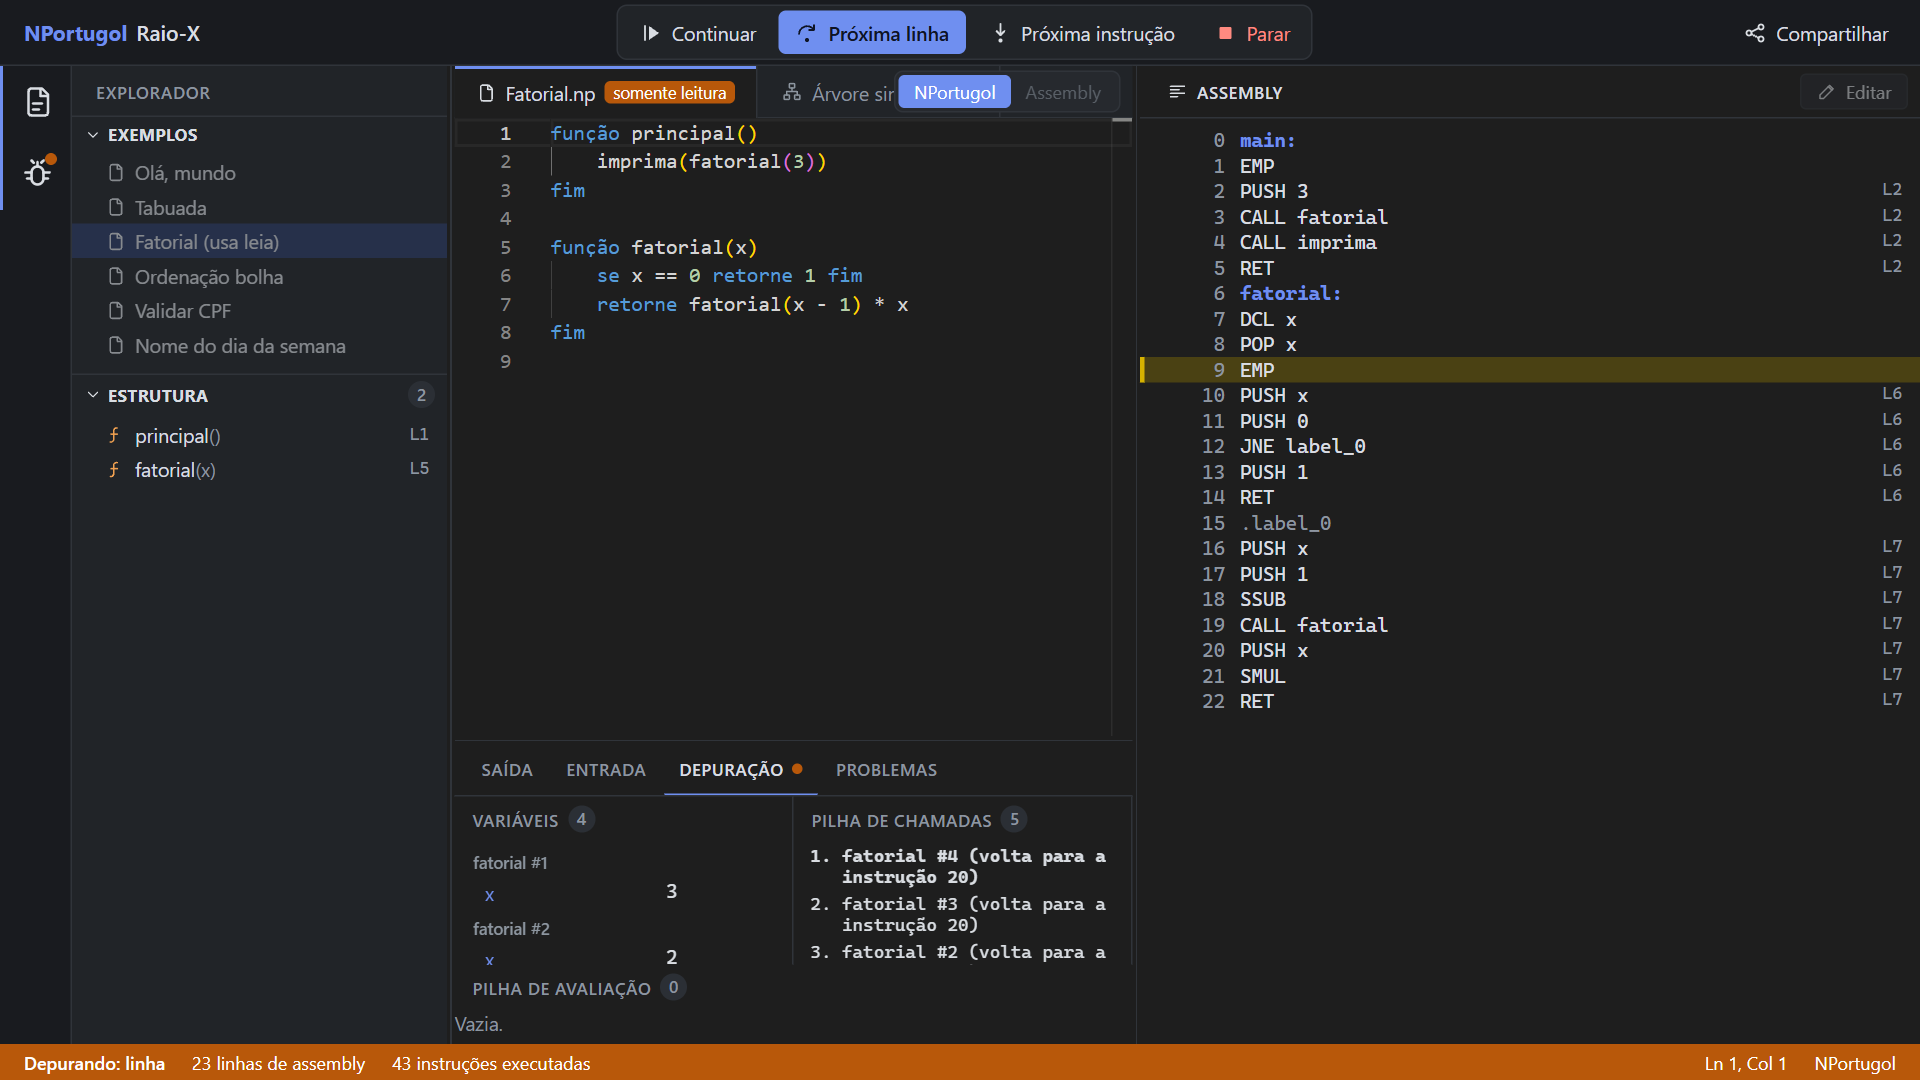 NPortugol Raio-X
Continuar
Próxima linha
Próxima instrução
Parar
Compartilhar
EXPLORADOR
EXEMPLOS
Olá, mundo
Tabuada
Fatorial (usa leia)
Ordenação bolha
Validar CPF
Nome do dia da semana
ESTRUTURA 2
principal() L1
fatorial(x) L5
Fatorial.np somente leitura
Árvore sin
NPortugol Assembly
1 função principal()
2 imprima(fatorial(3))
3 fim
4
5 função fatorial(x)
6 se x == 0 retorne 1 fim
7 retorne fatorial(x - 1) * x
8 fim
9
SAÍDA ENTRADA DEPURAÇÃO PROBLEMAS
VARIÁVEIS 4
fatorial #1
x 3
fatorial #2
x 2
PILHA DE CHAMADAS 5
1. fatorial #4 (volta para a
instrução 20)
2. fatorial #3 (volta para a
instrução 20)
3. fatorial #2 (volta para a
PILHA DE AVALIAÇÃO 0
Vazia.
ASSEMBLY
Editar
0 main:
1 EMP
2 PUSH 3 L2
3 CALL fatorial L2
4 CALL imprima L2
5 RET L2
6 fatorial:
7 DCL x
8 POP x
9 EMP
10 PUSH x L6
11 PUSH 0 L6
12 JNE label_0 L6
13 PUSH 1 L6
14 RET L6
15 .label_0
16 PUSH x L7
17 PUSH 1 L7
18 SSUB L7
19 CALL fatorial L7
20 PUSH x L7
21 SMUL L7
22 RET L7
Depurando: linha 23 linhas de assembly 43 instruções executadas
Ln 1, Col 1 NPortugol